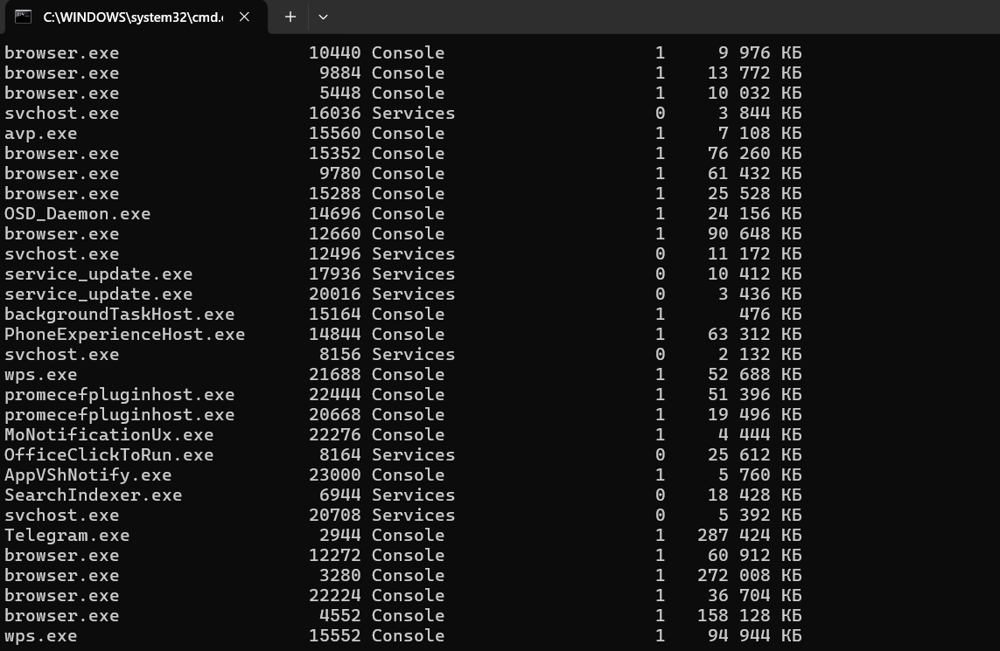 C:\WINDOWS\system32\cmd.
browser.exe 10440 Console 1 9 976 КБ
browser.exe 9884 Console 1 13 772 КБ
browser.exe 5448 Console 1 10 032 КБ
svchost.exe 16036 Services 0 3 844 КБ
avp.exe 15560 Console 1 7 108 КБ
browser.exe 15352 Console 1 76 260 КБ
browser.exe 9780 Console 1 61 432 КБ
browser.exe 15288 Console 1 25 528 КБ
OSD_Daemon.exe 14696 Console 1 24 156 КБ
browser.exe 12660 Console 1 90 648 КБ
svchost.exe 12496 Services 0 11 172 КБ
service_update.exe 17936 Services 0 10 412 КБ
service_update.exe 20016 Services 0 3 436 КБ
backgroundTaskHost.exe 15164 Console 1 476 КБ
PhoneExperienceHost.exe 14844 Console 1 63 312 КБ
svchost.exe 8156 Services 0 2 132 КБ
wps.exe 21688 Console 1 52 688 КБ
promecefpluginhost.exe 22444 Console 1 51 396 КБ
promecefpluginhost.exe 20668 Console 1 19 496 КБ
MoNotificationUx.exe 22276 Console 1 4 444 КБ
OfficeClickToRun.exe 8164 Services 0 25 612 КБ
AppVShNotify.exe 23000 Console 1 5 760 КБ
SearchIndexer.exe 6944 Services 0 18 428 КБ
svchost.exe 20708 Services 0 5 392 КБ
Telegram.exe 2944 Console 1 287 424 КБ
browser.exe 12272 Console 1 60 912 КБ
browser.exe 3280 Console 1 272 008 КБ
browser.exe 22224 Console 1 36 704 КБ
browser.exe 4552 Console 1 158 128 КБ
wps.exe 15552 Console 1 94 944 КБ